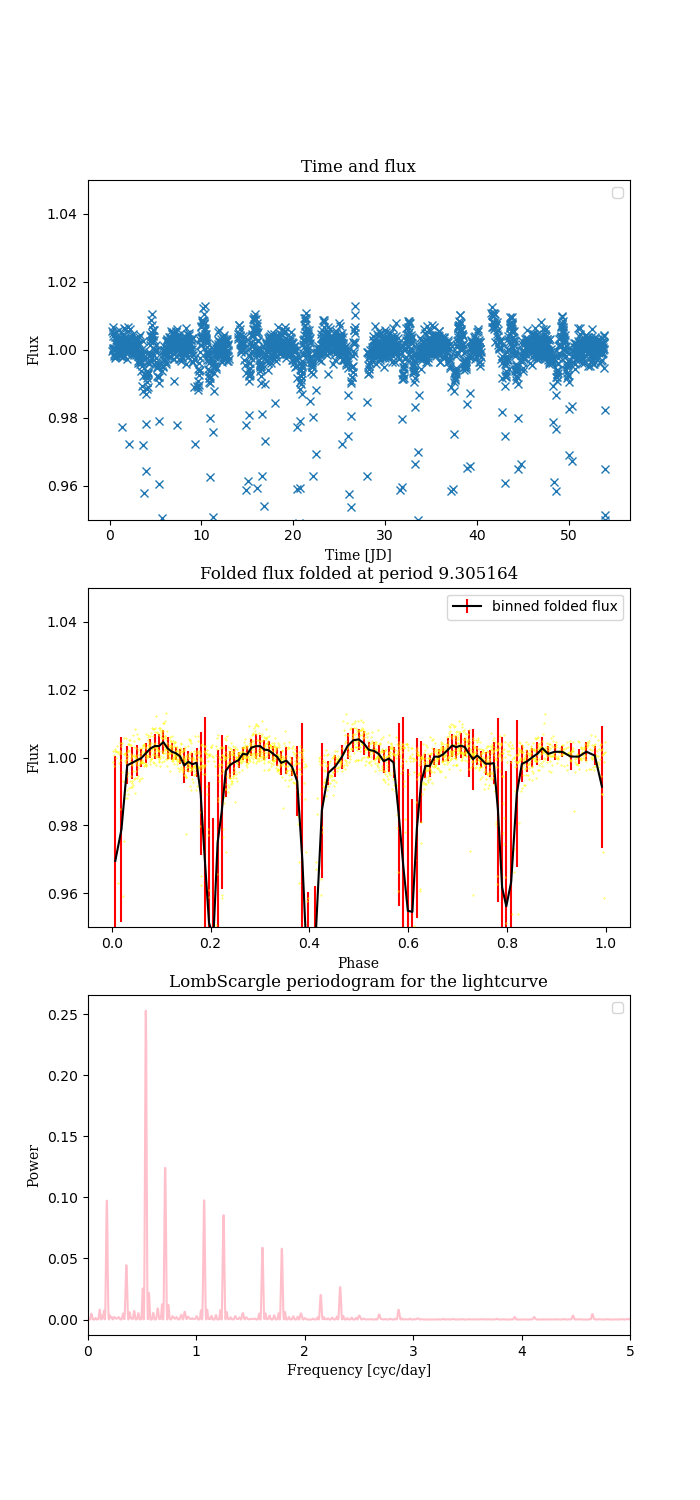 Time and flux
1.04
1.02
1.00
0.98
0.96
Flux
0 10 20 30 40 50
Time [JD]
Folded flux folded at period 9.305164
binned folded flux
1.04
1.02
1.00
0.98
0.96
Flux
0.0 0.2 0.4 0.6 0.8 1.0
Phase
LombScargle periodogram for the lightcurve
0.25
0.20
0.15
0.10
0.05
0.00
Power
0 1 2 3 4 5
Frequency [cyc/day]